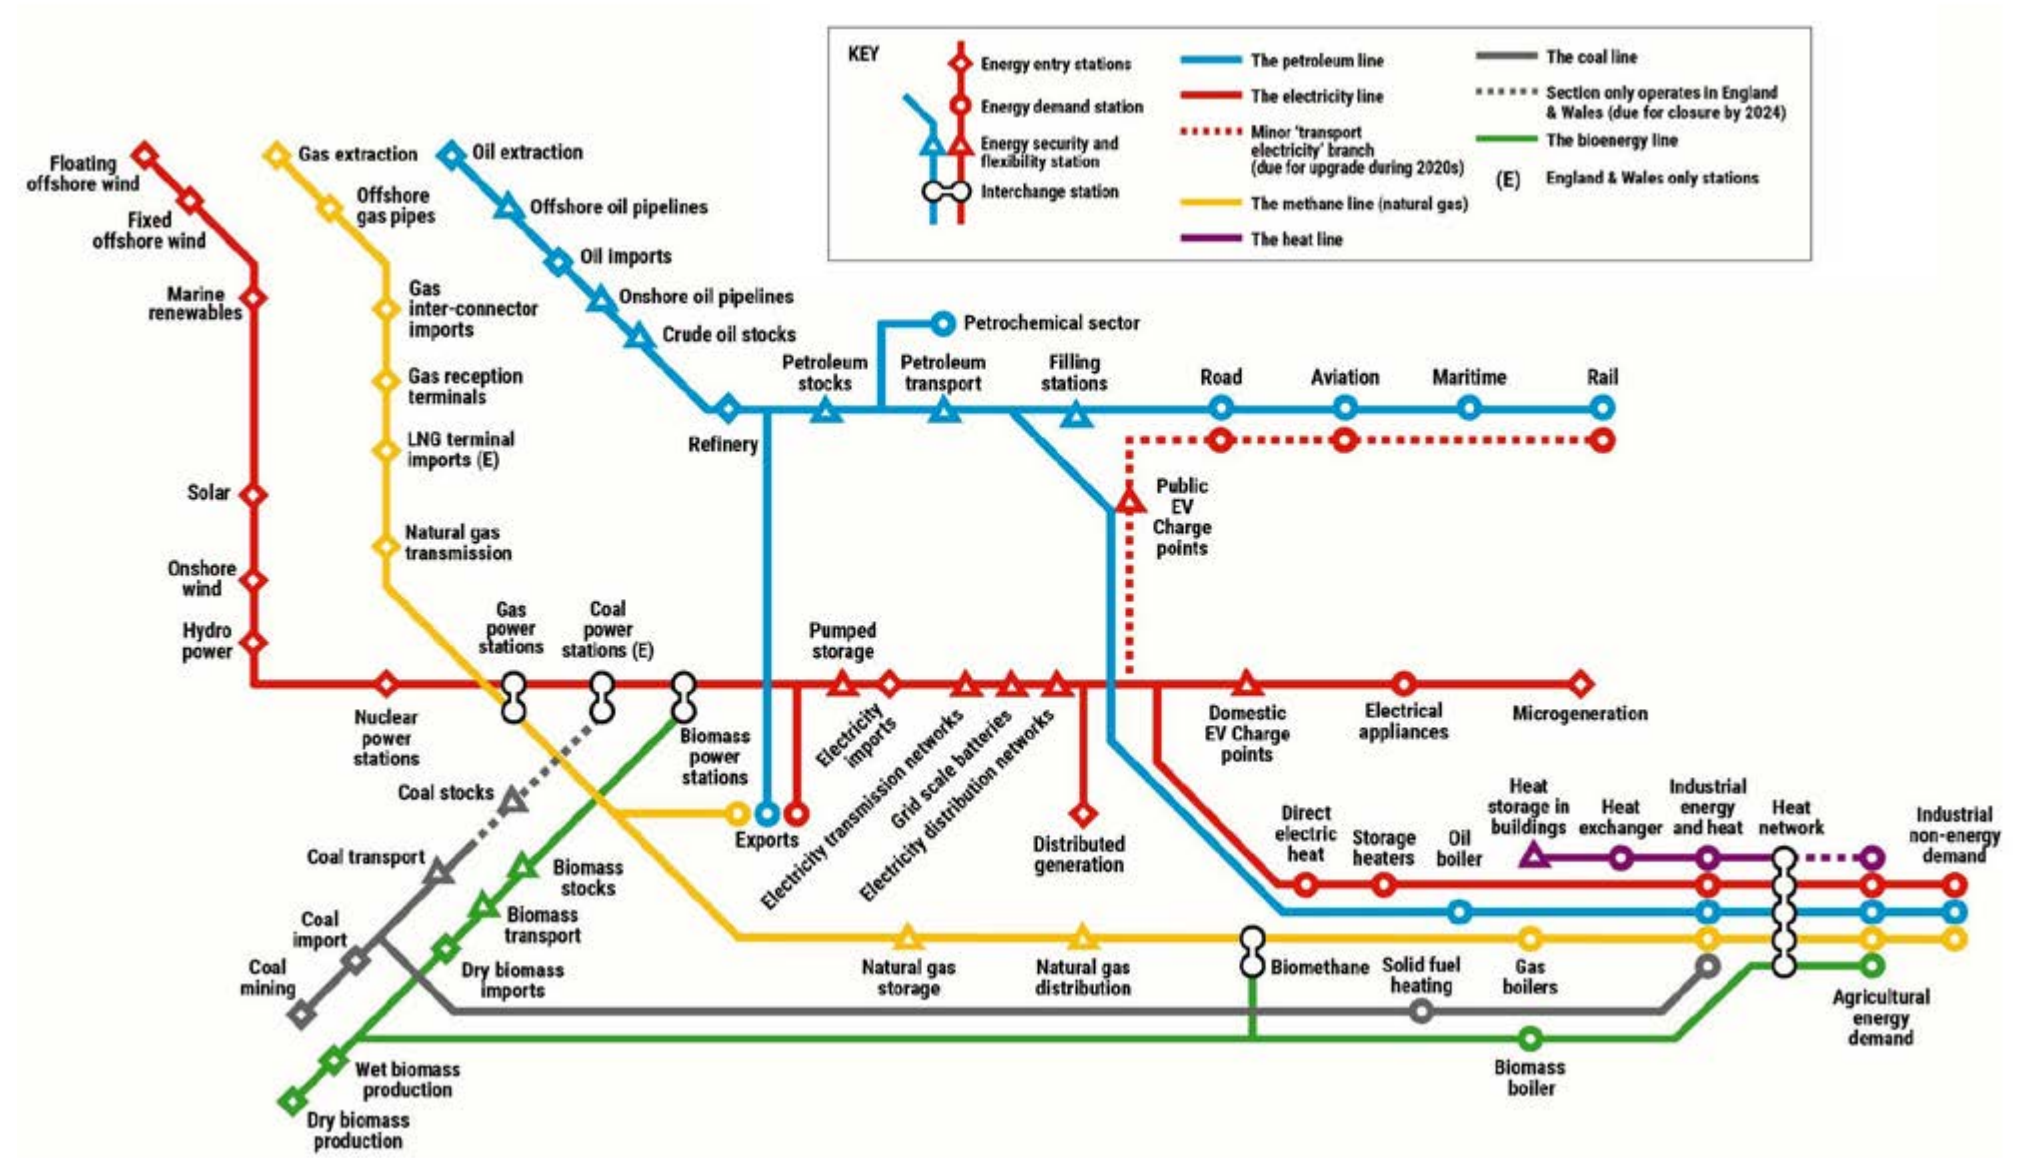 KEY
Energy entry stations
Energy demand station
Energy security and
flexibility station
Interchange station
The petroleum line
The electricity line
Minor 'transport
electricity' branch
(due for upgrade during 2020s)
The methane line (natural gas)
The heat line
The coal line
Section only operates in England
& Wales (due for closure by 2024)
The bioenergy line
(E) England & Wales only stations
Floating
offshore wind
Fixed
offshore wind
Marine
renewables
Solar
Onshore
wind
Hydro
power
Gas extraction
Offshore
gas pipes
Gas
inter-connector
imports
Gas reception
terminals
LNG terminal
imports (E)
Natural gas
transmission
Oil extraction
Offshore oil pipelines
Oil imports
Onshore oil pipelines
Crude oil stocks
Refinery
Petroleum
stocks
Petrochemical sector
Petroleum
transport
Filling
stations
Road
Aviation
Maritime
Rail
Public
EV
Charge
points
Nuclear
power
stations
Gas
power
stations
Coal
power
stations (E)
Biomass
power
stations
Pumped
storage
Electricity
imports
Electricity transmission networks
Grid scale batteries
Electricity distribution networks
Exports
Distributed
generation
Domestic
EV Charge
points
Electrical
appliances
Microgeneration
Coal stocks
Coal transport
Coal
import
Coal
mining
Biomass
stocks
Biomass
transport
Dry biomass
imports
Wet biomass
production
Dry biomass
production
Direct
electric
heat
Storage
heaters
Oil
boiler
Heat
storage in
buildings
Heat
exchanger
Industrial
energy
and heat
Heat
network
Industrial
non-energy
demand
Natural gas
storage
Natural gas
distribution
Biomethane
Solid fuel
heating
Gas
boilers
Agricultural
energy
demand
Biomass
boiler